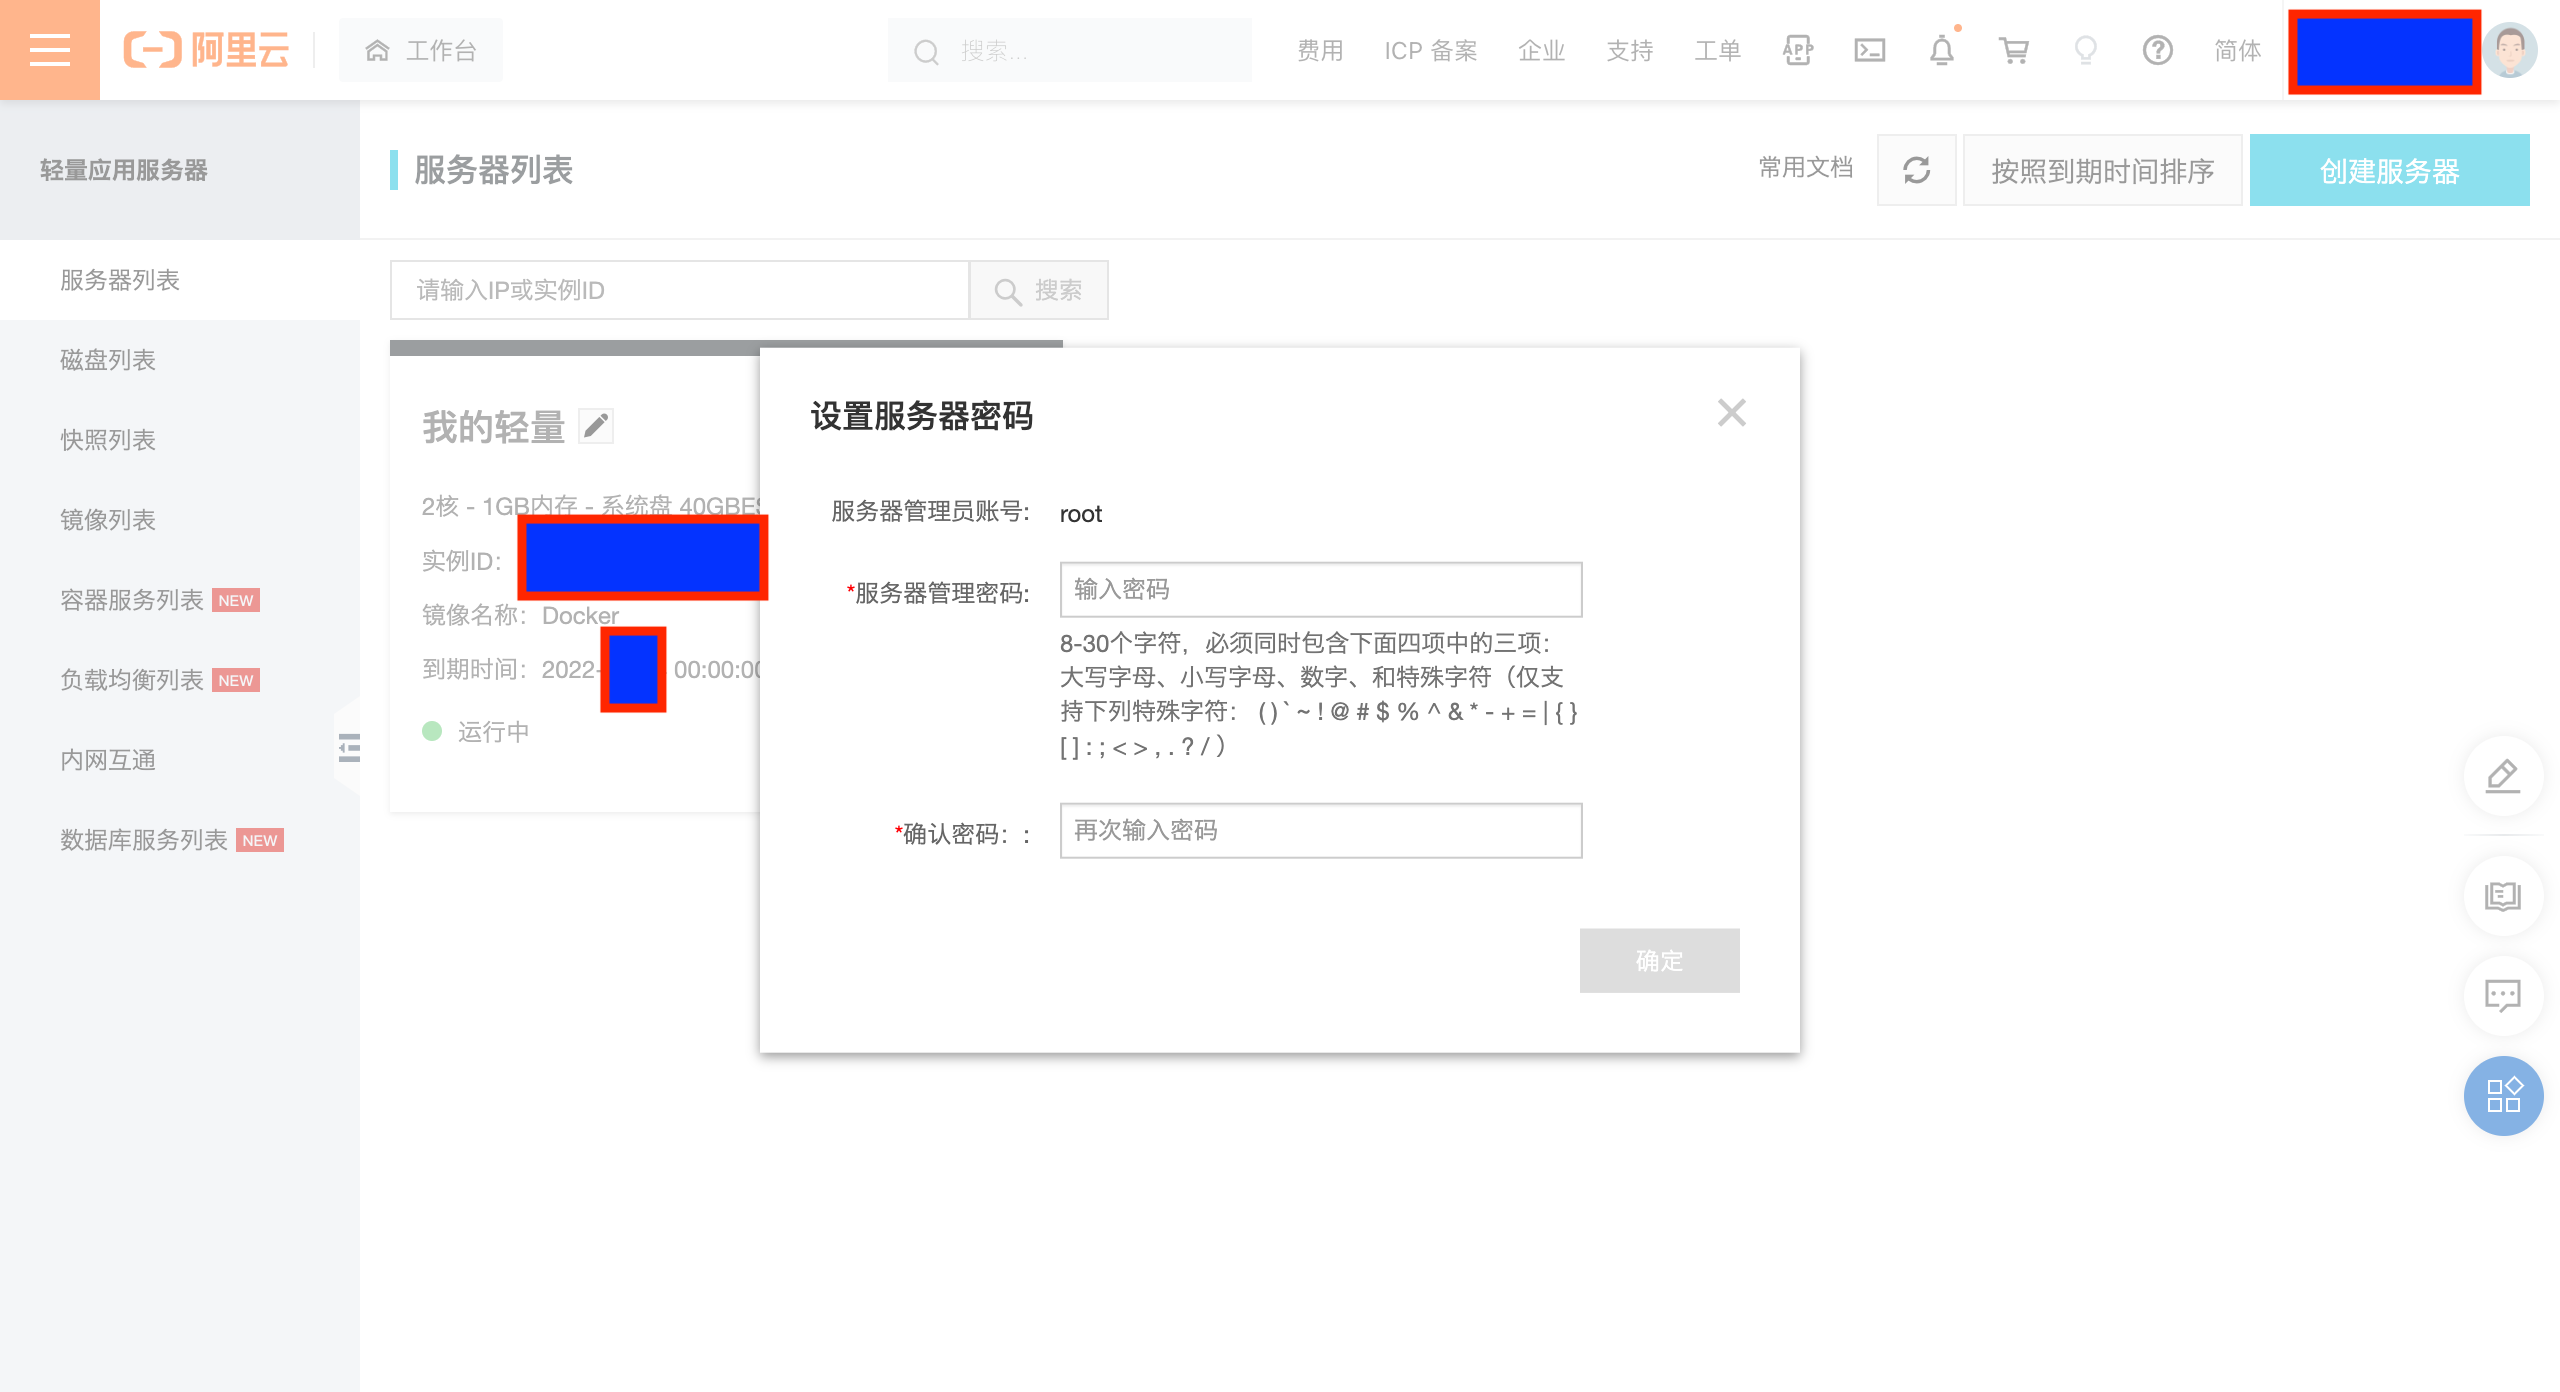 阿里云
工作台
搜索...
费用
ICP 备案
企业
支持
工单
APP
简体
轻量应用服务器
服务器列表
磁盘列表
快照列表
镜像列表
容器服务列表 NEW
负载均衡列表 NEW
内网互通
数据库服务列表 NEW
服务器列表
常用文档
按照到期时间排序
创建服务器
请输入IP或实例ID
搜索
我的轻量
2核 - 1GB内存 - 系统盘 40GBES
实例ID：
镜像名称： Docker
到期时间： 2022- 00:00:00
运行中
设置服务器密码
服务器管理员账号: root
*服务器管理密码: 输入密码
8-30个字符，必须同时包含下面四项中的三项：
大写字母、小写字母、数字、和特殊字符（仅支
持下列特殊字符： ( ) ` ~ ! @ # $ % ^ & * - + = | { }
[ ] : ; < > , . ? / ）
*确认密码：: 再次输入密码
确定